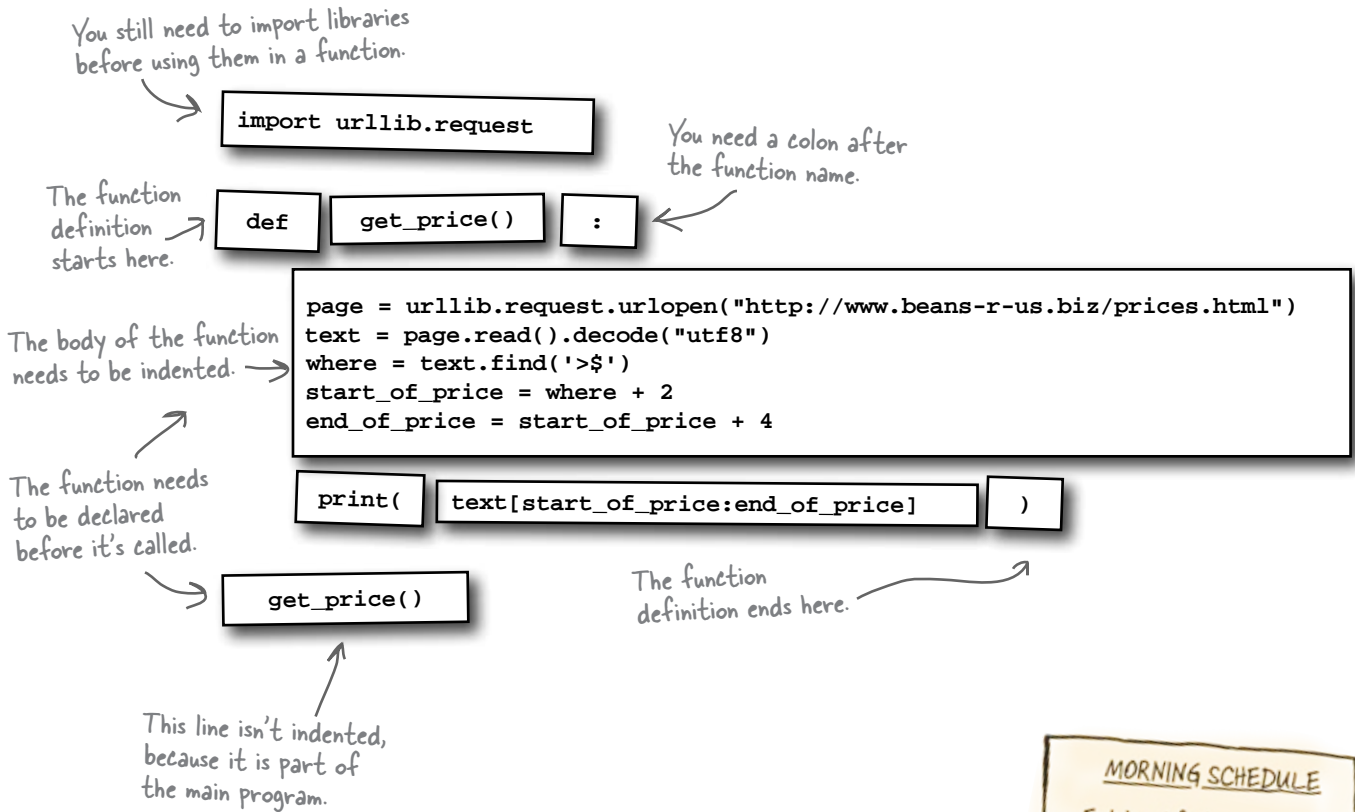 You still need to import libraries
before using them in a function.
import urllib.request
You need a colon after
the function name.
The function
definition
starts here.
def get_price() :
page = urllib.request.urlopen("http://www.beans-r-us.biz/prices.html")
text = page.read().decode("utf8")
where = text.find('>$')
start_of_price = where + 2
end_of_price = start_of_price + 4
The body of the function
needs to be indented.
The function needs
to be declared
before it's called.
print( text[start_of_price:end_of_price] )
get_price()
The function
definition ends here.
This line isn't indented,
because it is part of
the main program.
MORNING SCHEDULE